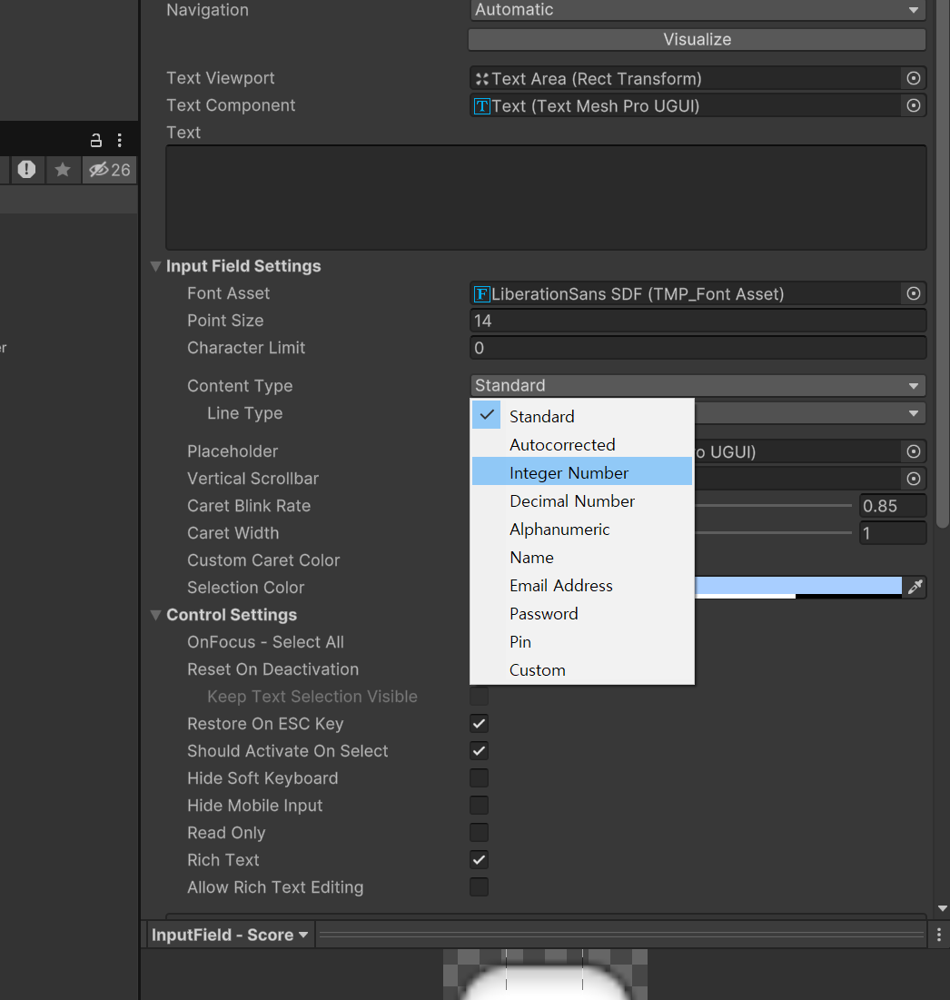 Navigation Automatic
Visualize
Text Viewport Text Area (Rect Transform)
Text Component T Text (Text Mesh Pro UGUI)
Text
26
Input Field Settings
Font Asset F LiberationSans SDF (TMP_Font Asset)
Point Size 14
er Character Limit 0
Content Type Standard
Line Type
Standard
Autocorrected
Placeholder o UGUI)
Integer Number
Vertical Scrollbar
Decimal Number
Caret Blink Rate 0.85
Alphanumeric
Caret Width 1
Name
Custom Caret Color
Email Address
Selection Color
Password
Control Settings
Pin
OnFocus - Select All
Custom
Reset On Deactivation
Keep Text Selection Visible
Restore On ESC Key
Should Activate On Select
Hide Soft Keyboard
Hide Mobile Input
Read Only
Rich Text
Allow Rich Text Editing
InputField - Score